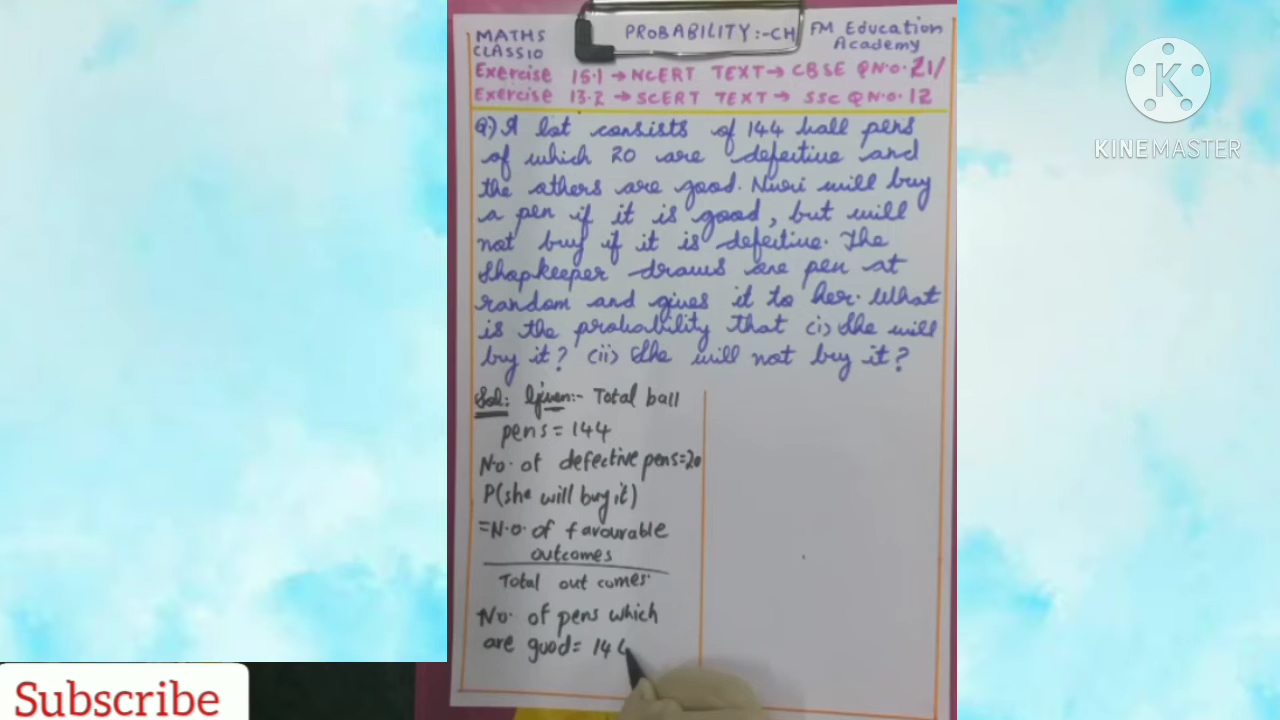 MATHS
CLASS10
PROBABILITY:-CH
FM Education
Academy
Exercise 15.1 → NCERT TEXT → CBSE QN.O. 21/
Exercise 13.2 → SCERT TEXT → SSC QN.O. 12
Q) A lot consists of 144 ball pens
of which 20 are defective and
the others are good. Nuri will buy
a pen if it is good, but will
not buy if it is defective. The
shopkeeper draws one pen at
random and gives it to her. What
is the probability that (i) She will
buy it? (ii) She will not buy it?
Sol: Given:- Total ball
pens = 144
No. of defective pens=20
P(she will buy it)
=N.o. of favourable
outcomes
Total out comes
No. of pens which
are good= 14
KINEMASTER
K
Subscribe